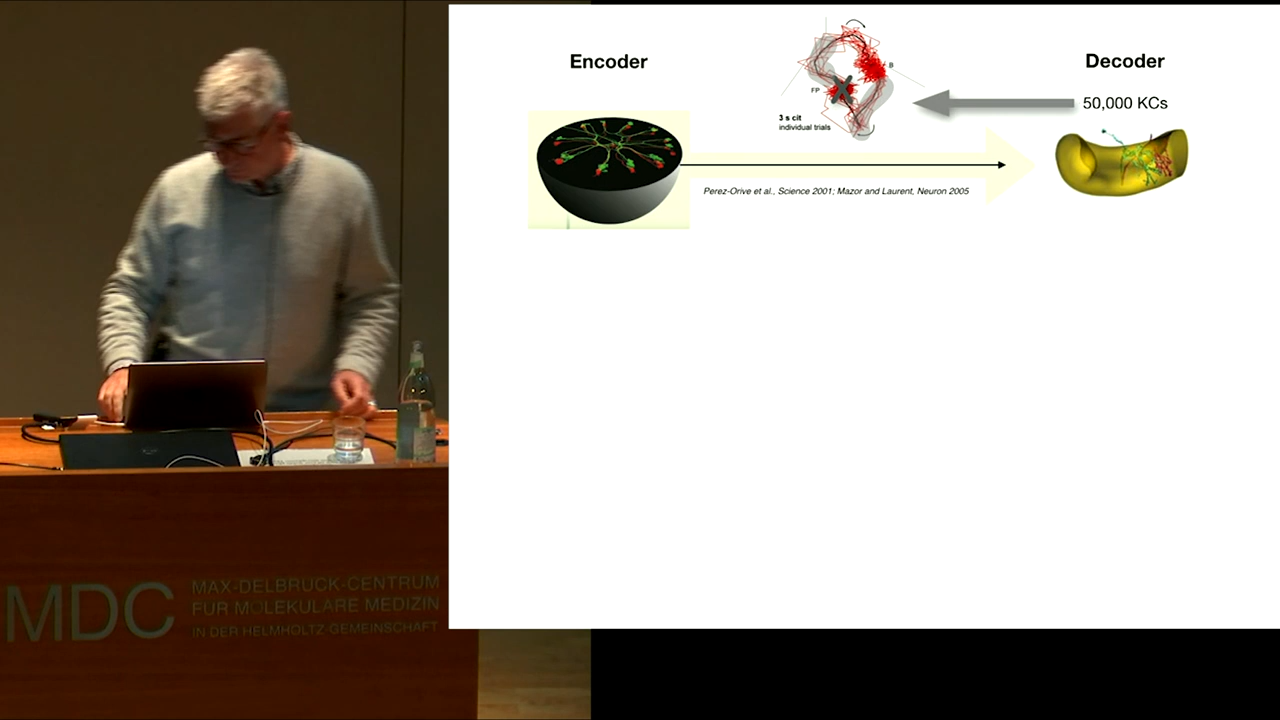 Encoder
Decoder
B
FP
50,000 KCs
3 s cit
individual trials
Perez-Orive et al., Science 2001; Mazor and Laurent, Neuron 2005
MDC
MAX-DELBRÜCK-CENTRUM
FÜR MOLEKULARE MEDIZIN
IN DER HELMHOLTZ-GEMEINSCHAFT